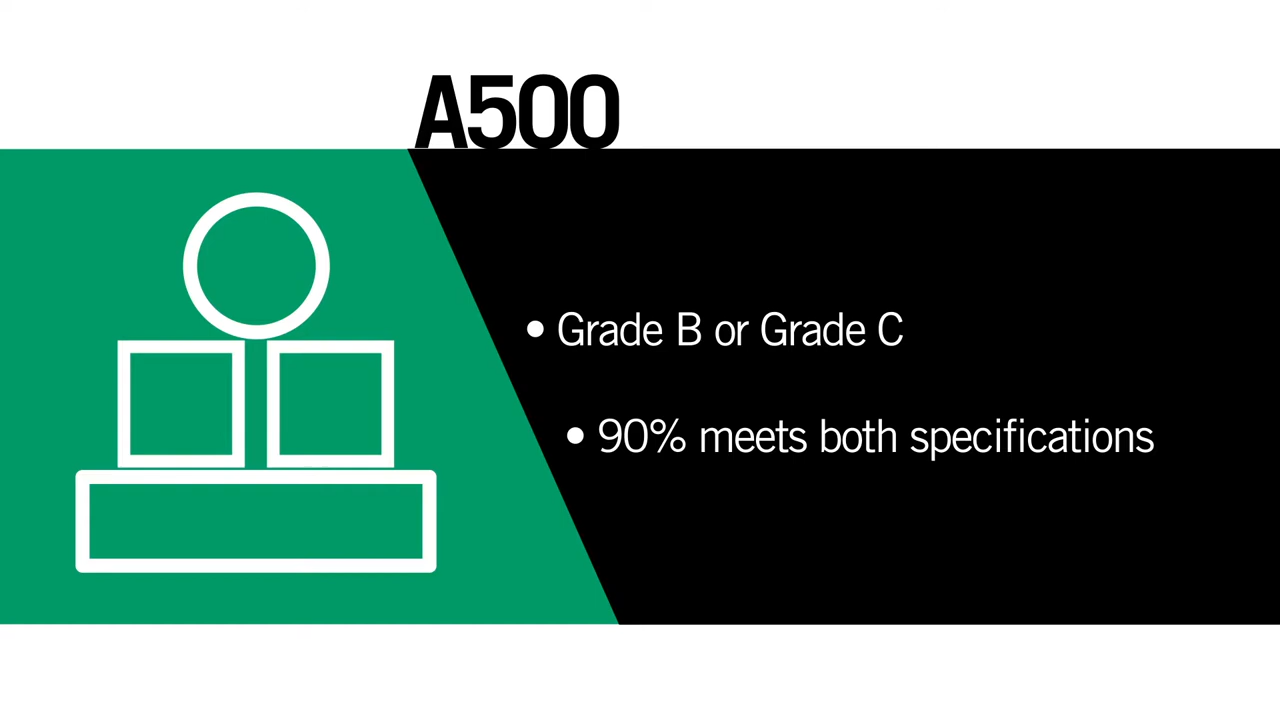 A500
• Grade B or Grade C
• 90% meets both specifications